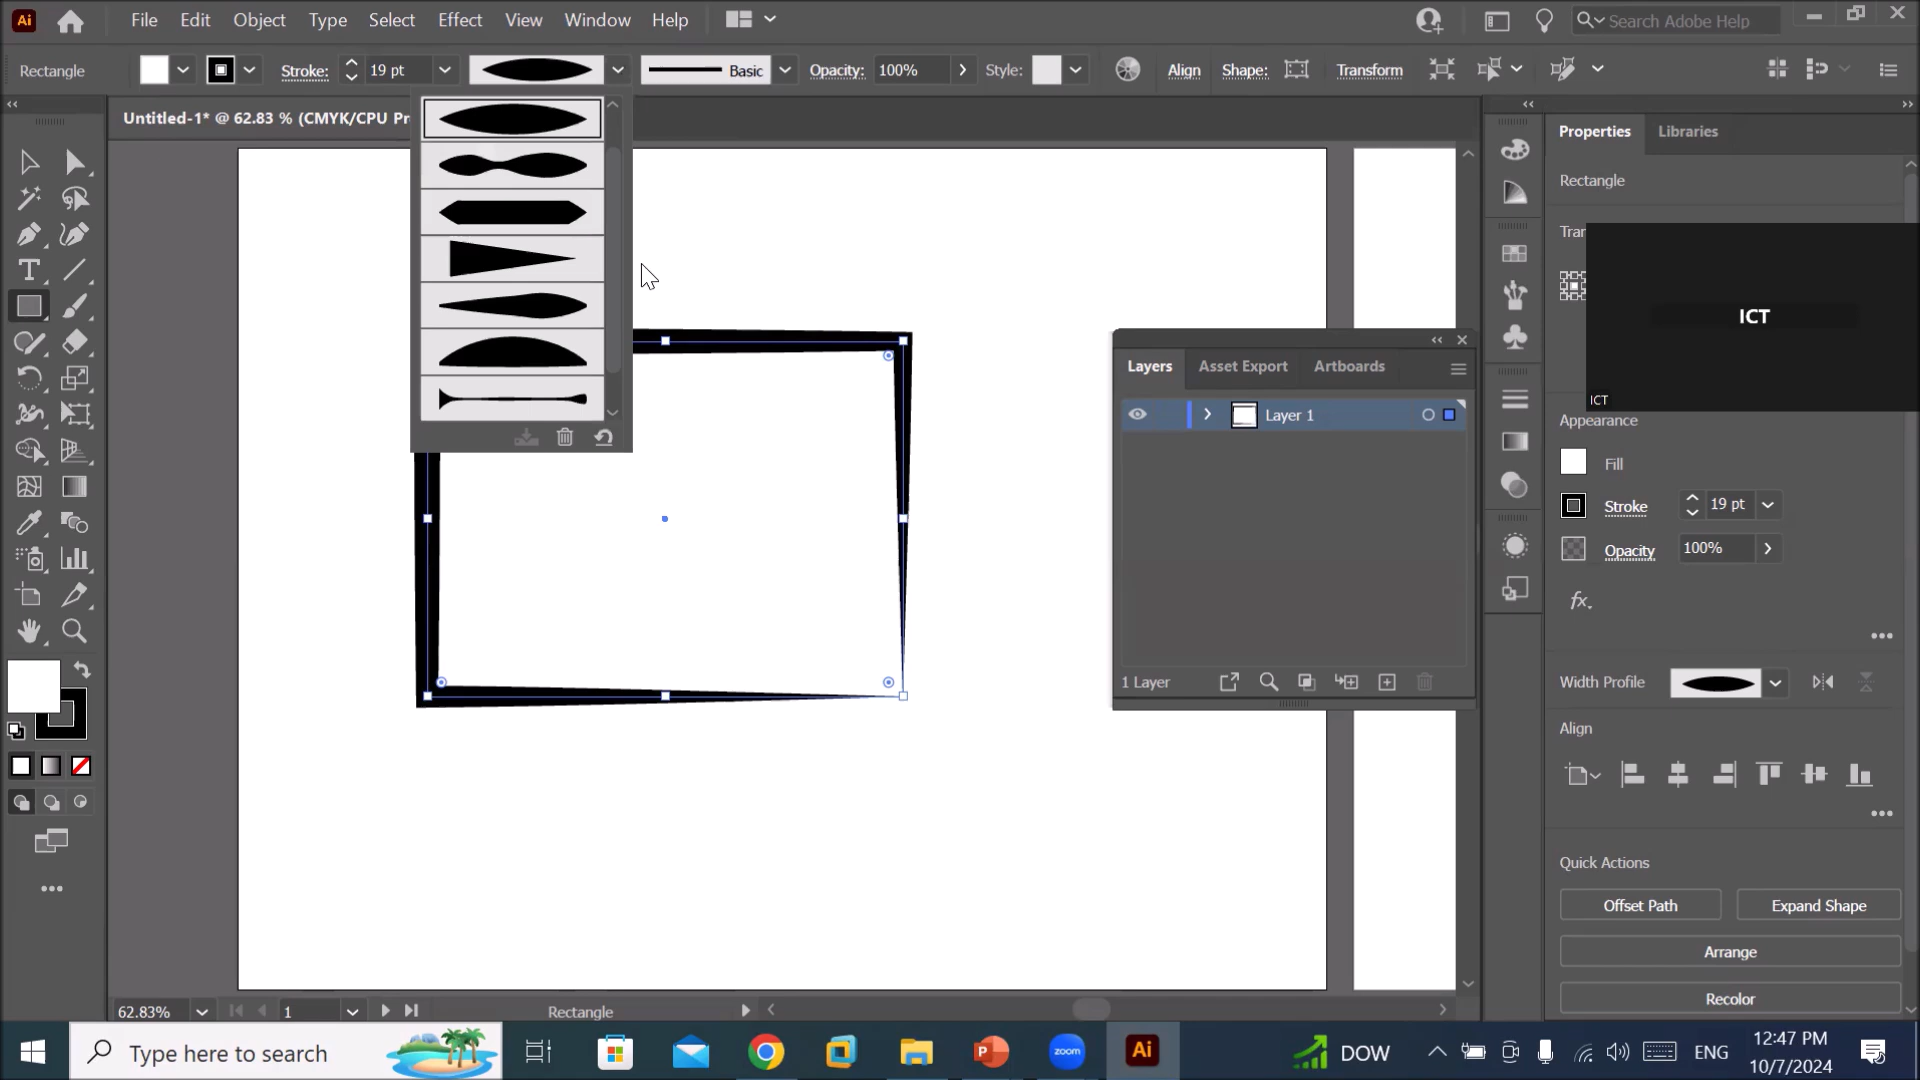 Ai File Edit Object Type Select Effect View Window Help Search Adobe Help
Rectangle Stroke: 19 pt Basic Opacity: 100% Style: Align Shape: Transform
Untitled-1* @ 62.83 % (CMYK/CPU Pr
Properties Libraries
Rectangle
Tran
ICT
ICT
Layers Asset Export Artboards
Layer 1
1 Layer
Appearance
Fill
Stroke 19 pt
Opacity 100%
fx
Width Profile
Align
Quick Actions
Offset Path Expand Shape
Arrange
Recolor
62.83% 1 Rectangle
Type here to search zoom Ai DOW ENG 12:47 PM
10/7/2024